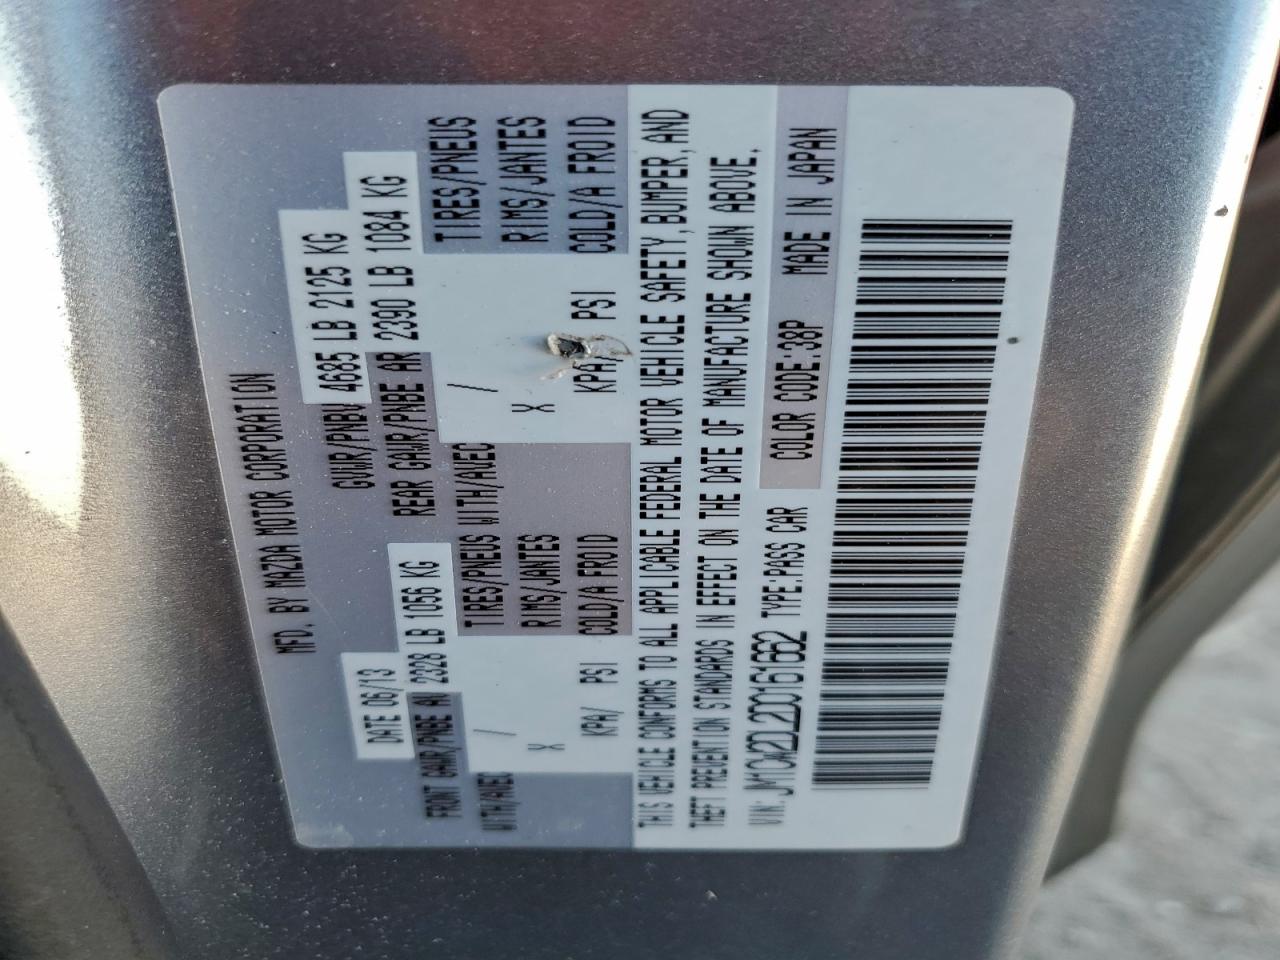 MFD. BY MAZDA MOTOR CORPORATION
DATE 06/13 GVWR/PNBV 4685 LB 2125 KG
FRONT GAWR/PNBE AV 2328 LB 1056 KG REAR GAWR/PNBE AR 2390 LB 1084 KG
WITH/AVEC / TIRES/PNEUS WITH/AVEC / TIRES/PNEUS
X RIMS/JANTES X RIMS/JANTES
KPA/ PSI COLD/A FROID KPA/ PSI COLD/A FROID
THIS VEHICLE CONFORMS TO ALL APPLICABLE FEDERAL MOTOR VEHICLE SAFETY, BUMPER, AND
THEFT PREVENTION STANDARDS IN EFFECT ON THE DATE OF MANUFACTURE SHOWN ABOVE.
VIN: JM1CW2DL2D0161662 TYPE:PASS CAR COLOR CODE:38P MADE IN JAPAN